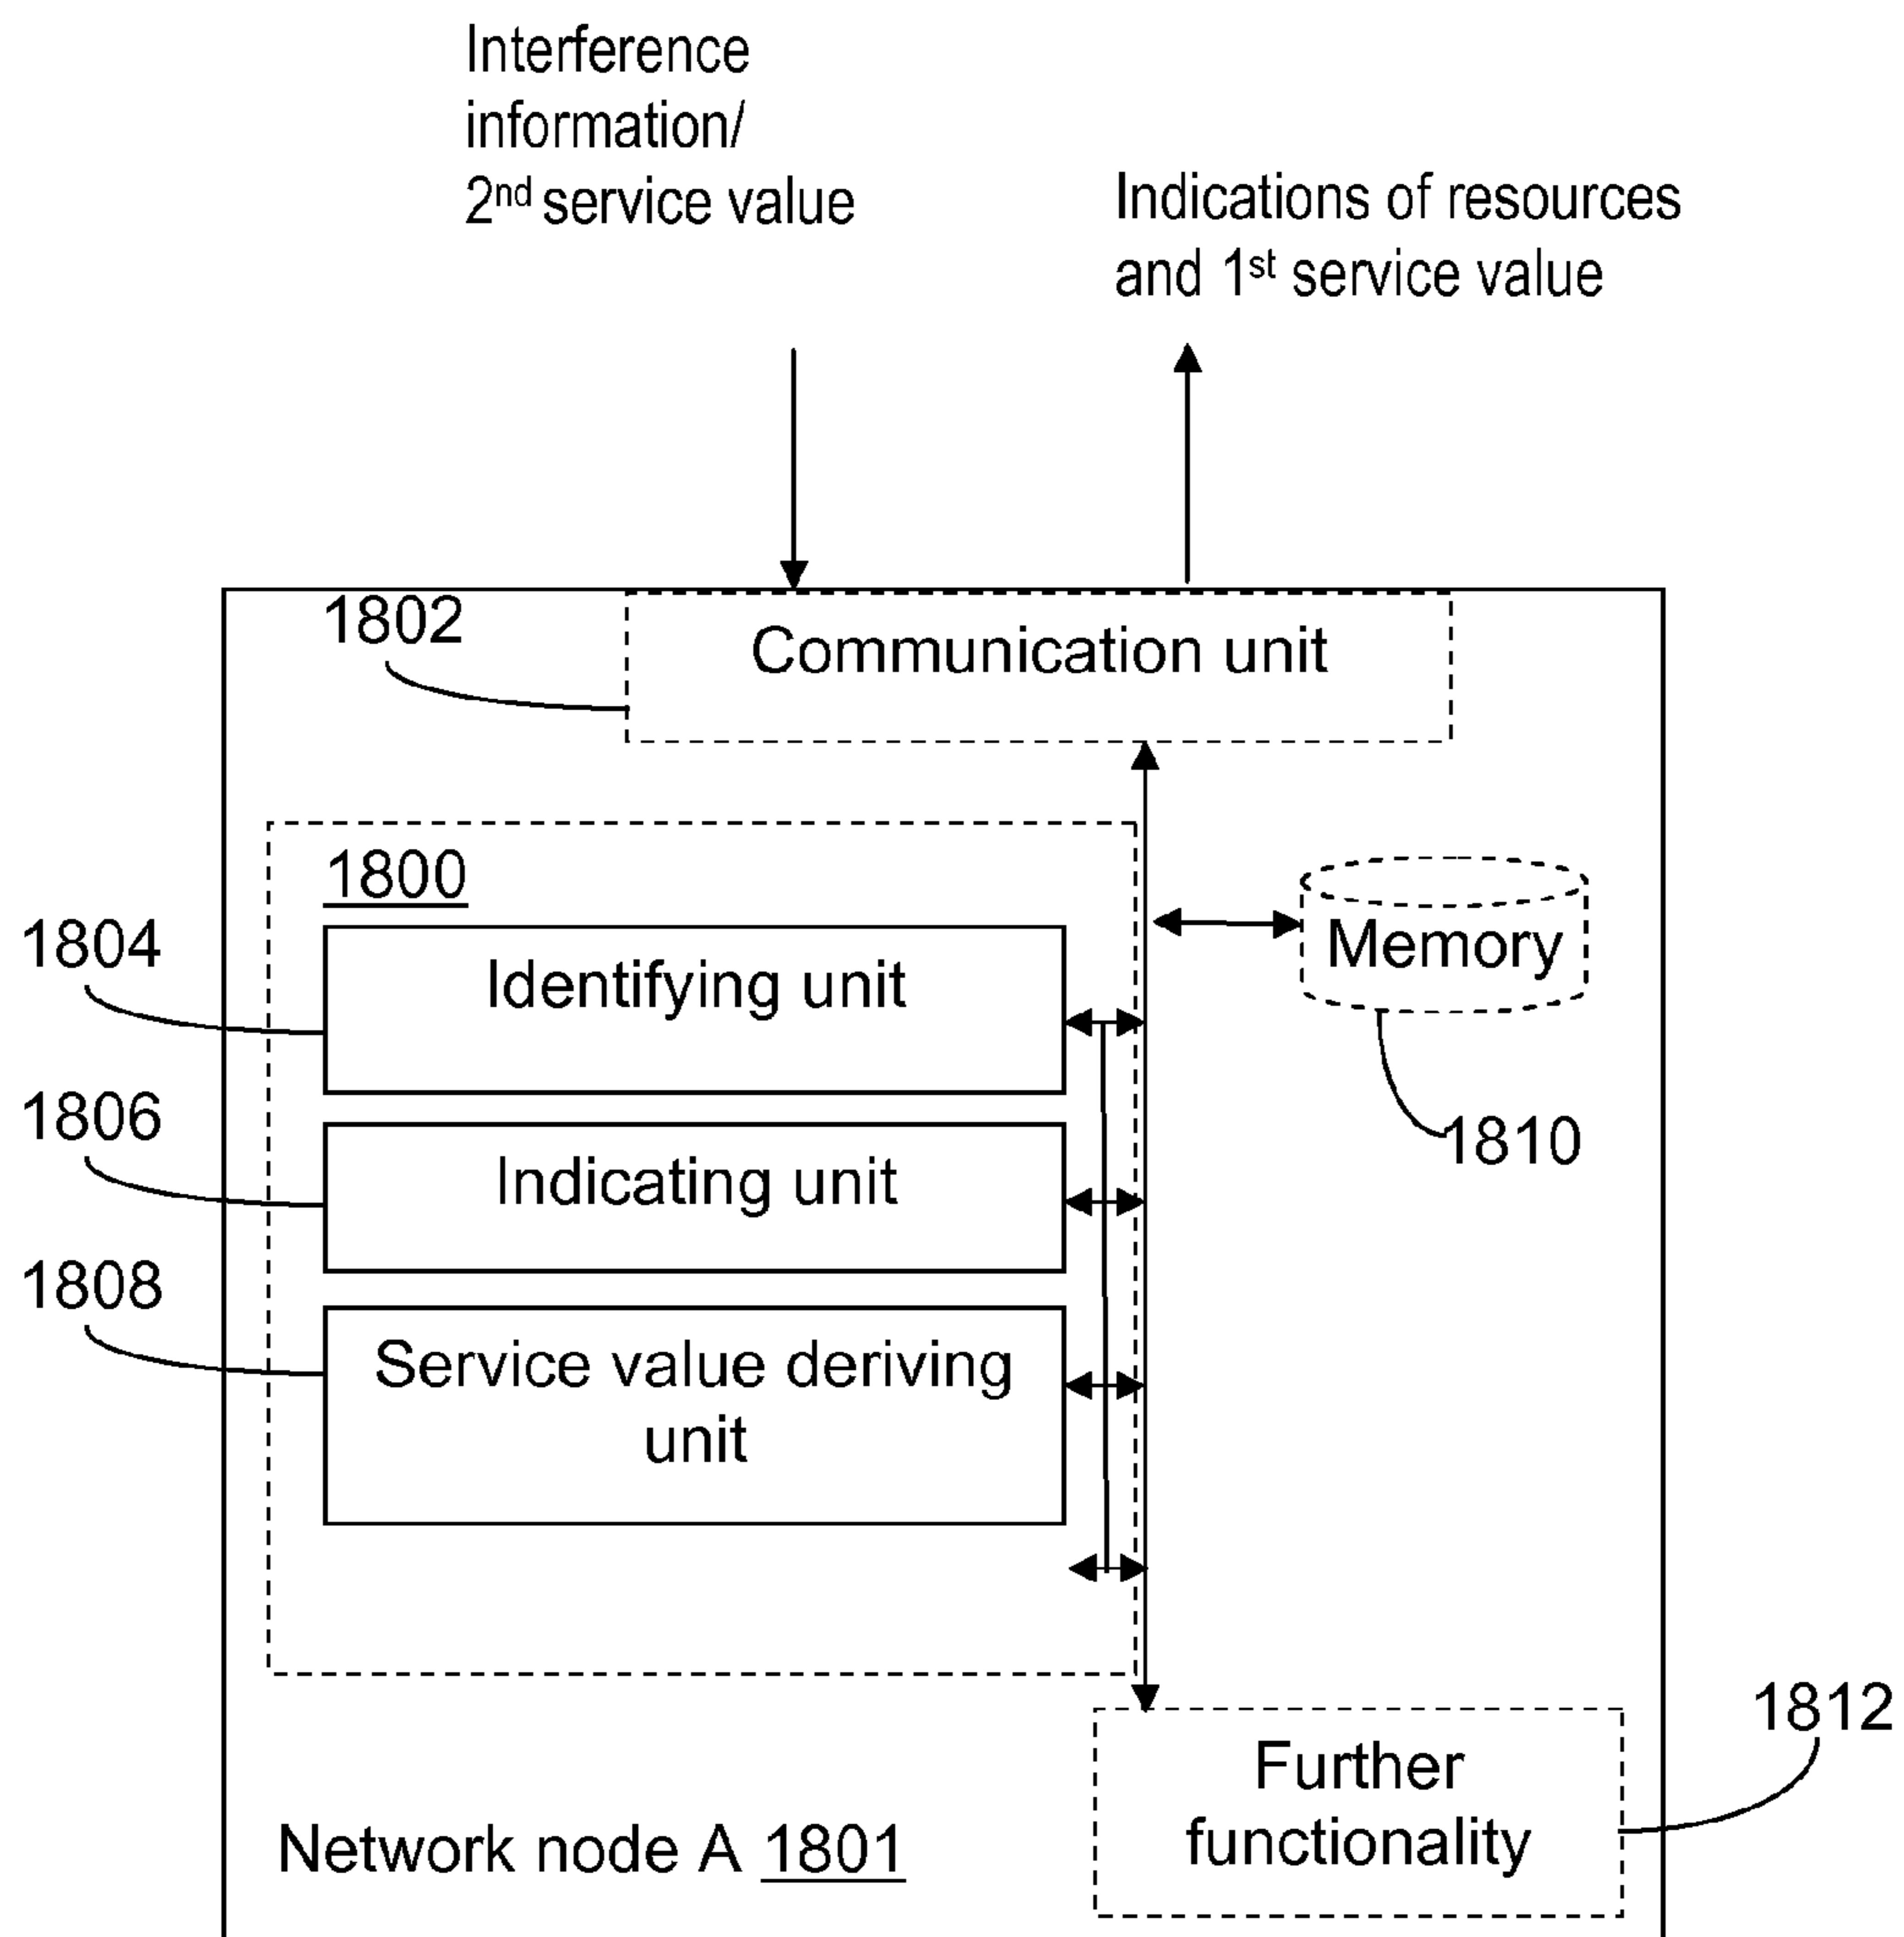 Interference
information/
2nd service value
Indications of resources
and 1st service value
1802
Communication unit
1800
1804
Identifying unit
Memory
1806
Indicating unit
1810
1808
Service value deriving
unit
1812
Further
functionality
Network node A 1801